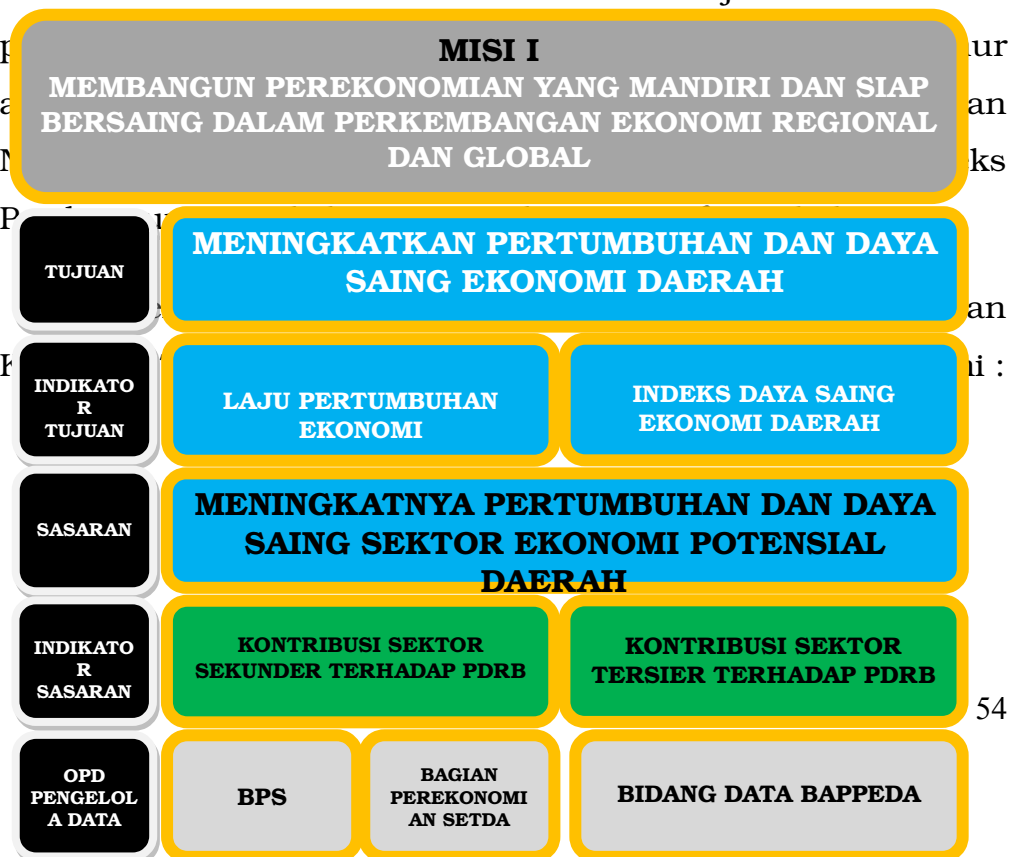 MISI I
MEMBANGUN PEREKONOMIAN YANG MANDIRI DAN SIAP
BERSAING DALAM PERKEMBANGAN EKONOMI REGIONAL
DAN GLOBAL
TUJUAN
MENINGKATKAN PERTUMBUHAN DAN DAYA
SAING EKONOMI DAERAH
INDIKATO
R
TUJUAN
LAJU PERTUMBUHAN
EKONOMI
INDEKS DAYA SAING
EKONOMI DAERAH
SASARAN
MENINGKATNYA PERTUMBUHAN DAN DAYA
SAING SEKTOR EKONOMI POTENSIAL
DAERAH
INDIKATO
R
SASARAN
KONTRIBUSI SEKTOR
SEKUNDER TERHADAP PDRB
KONTRIBUSI SEKTOR
TERSIER TERHADAP PDRB
54
OPD
PENGELOL
A DATA
BPS
BAGIAN
PEREKONOMI
AN SETDA
BIDANG DATA BAPPEDA